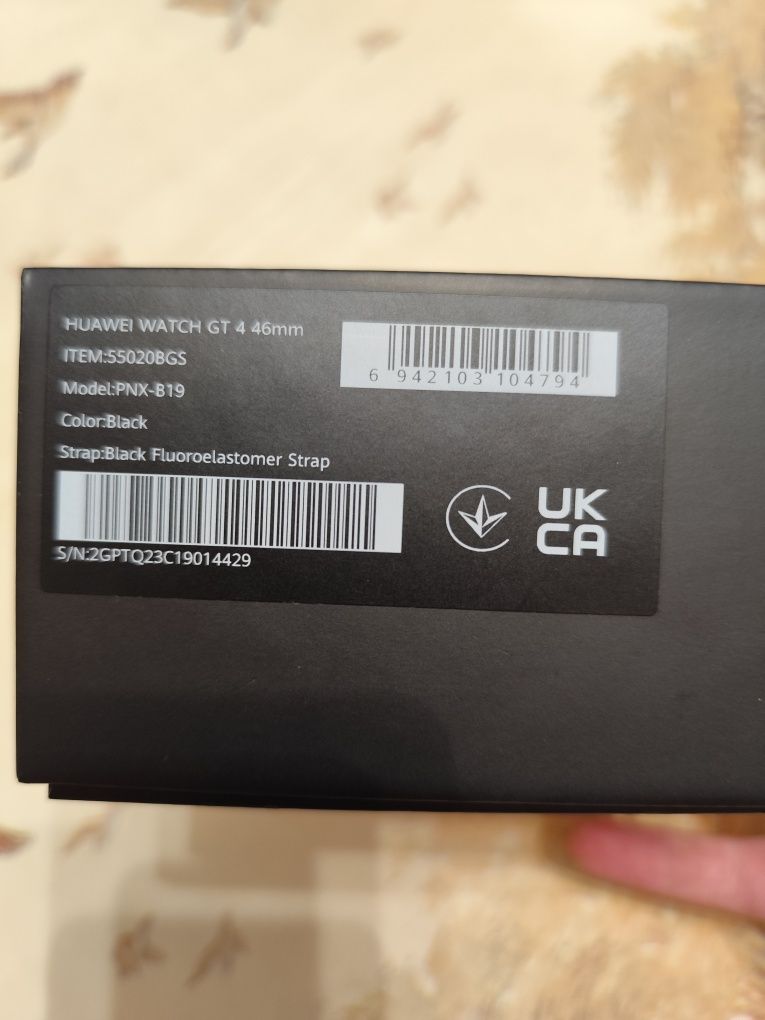 HUAWEI WATCH GT 4 46mm
ITEM:55020BGS
Model:PNX-B19
Color:Black
Strap:Black Fluoroelastomer Strap
S/N:2GPTQ23C19014429
6 942103 104794
UK
CA